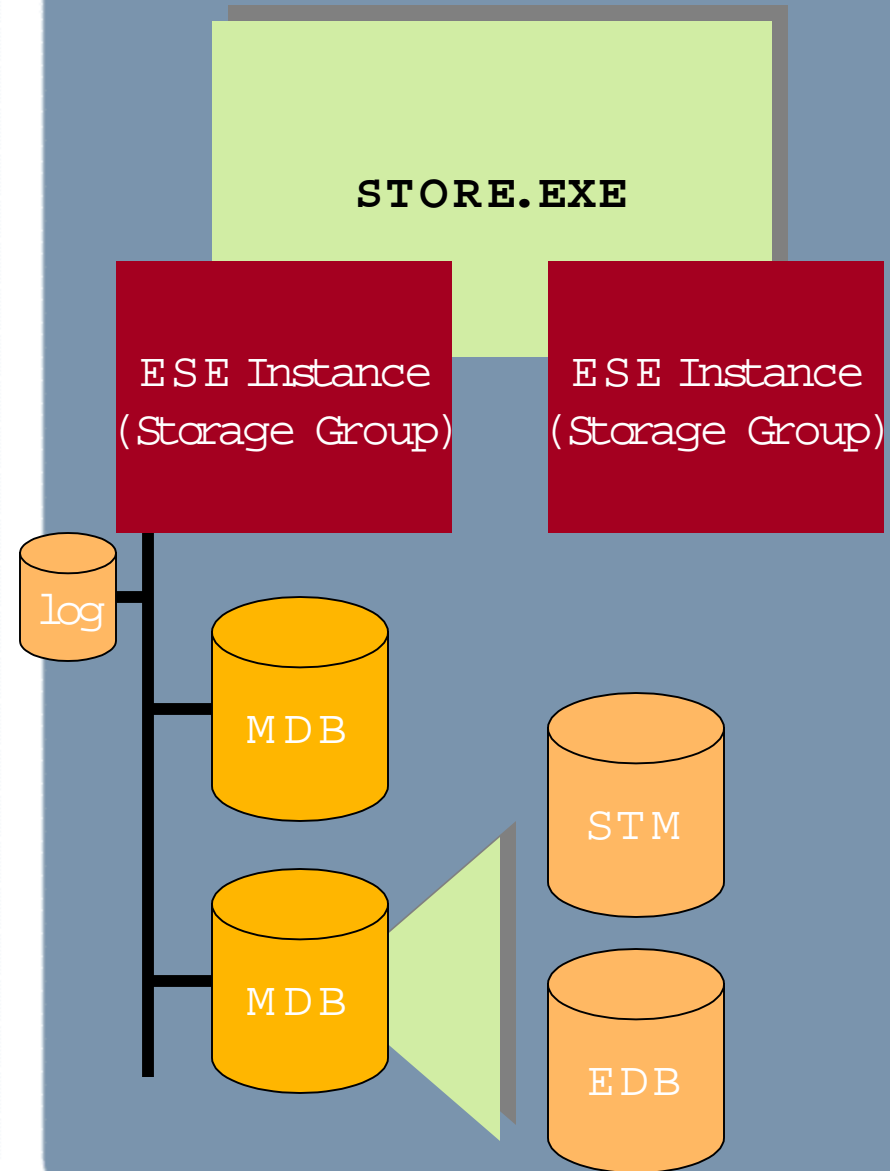 STORE.EXE
ESE Instance
(Storage Group)
ESE Instance
(Storage Group)
log
MDB
STM
MDB
EDB